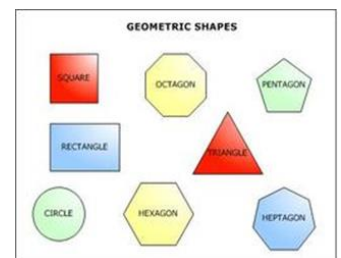 GEOMETRIC SHAPES
SQUARE
OCTAGON
PENTAGON
RECTANGLE
TRIANGLE
CIRCLE
HEXAGON
HEPTAGON